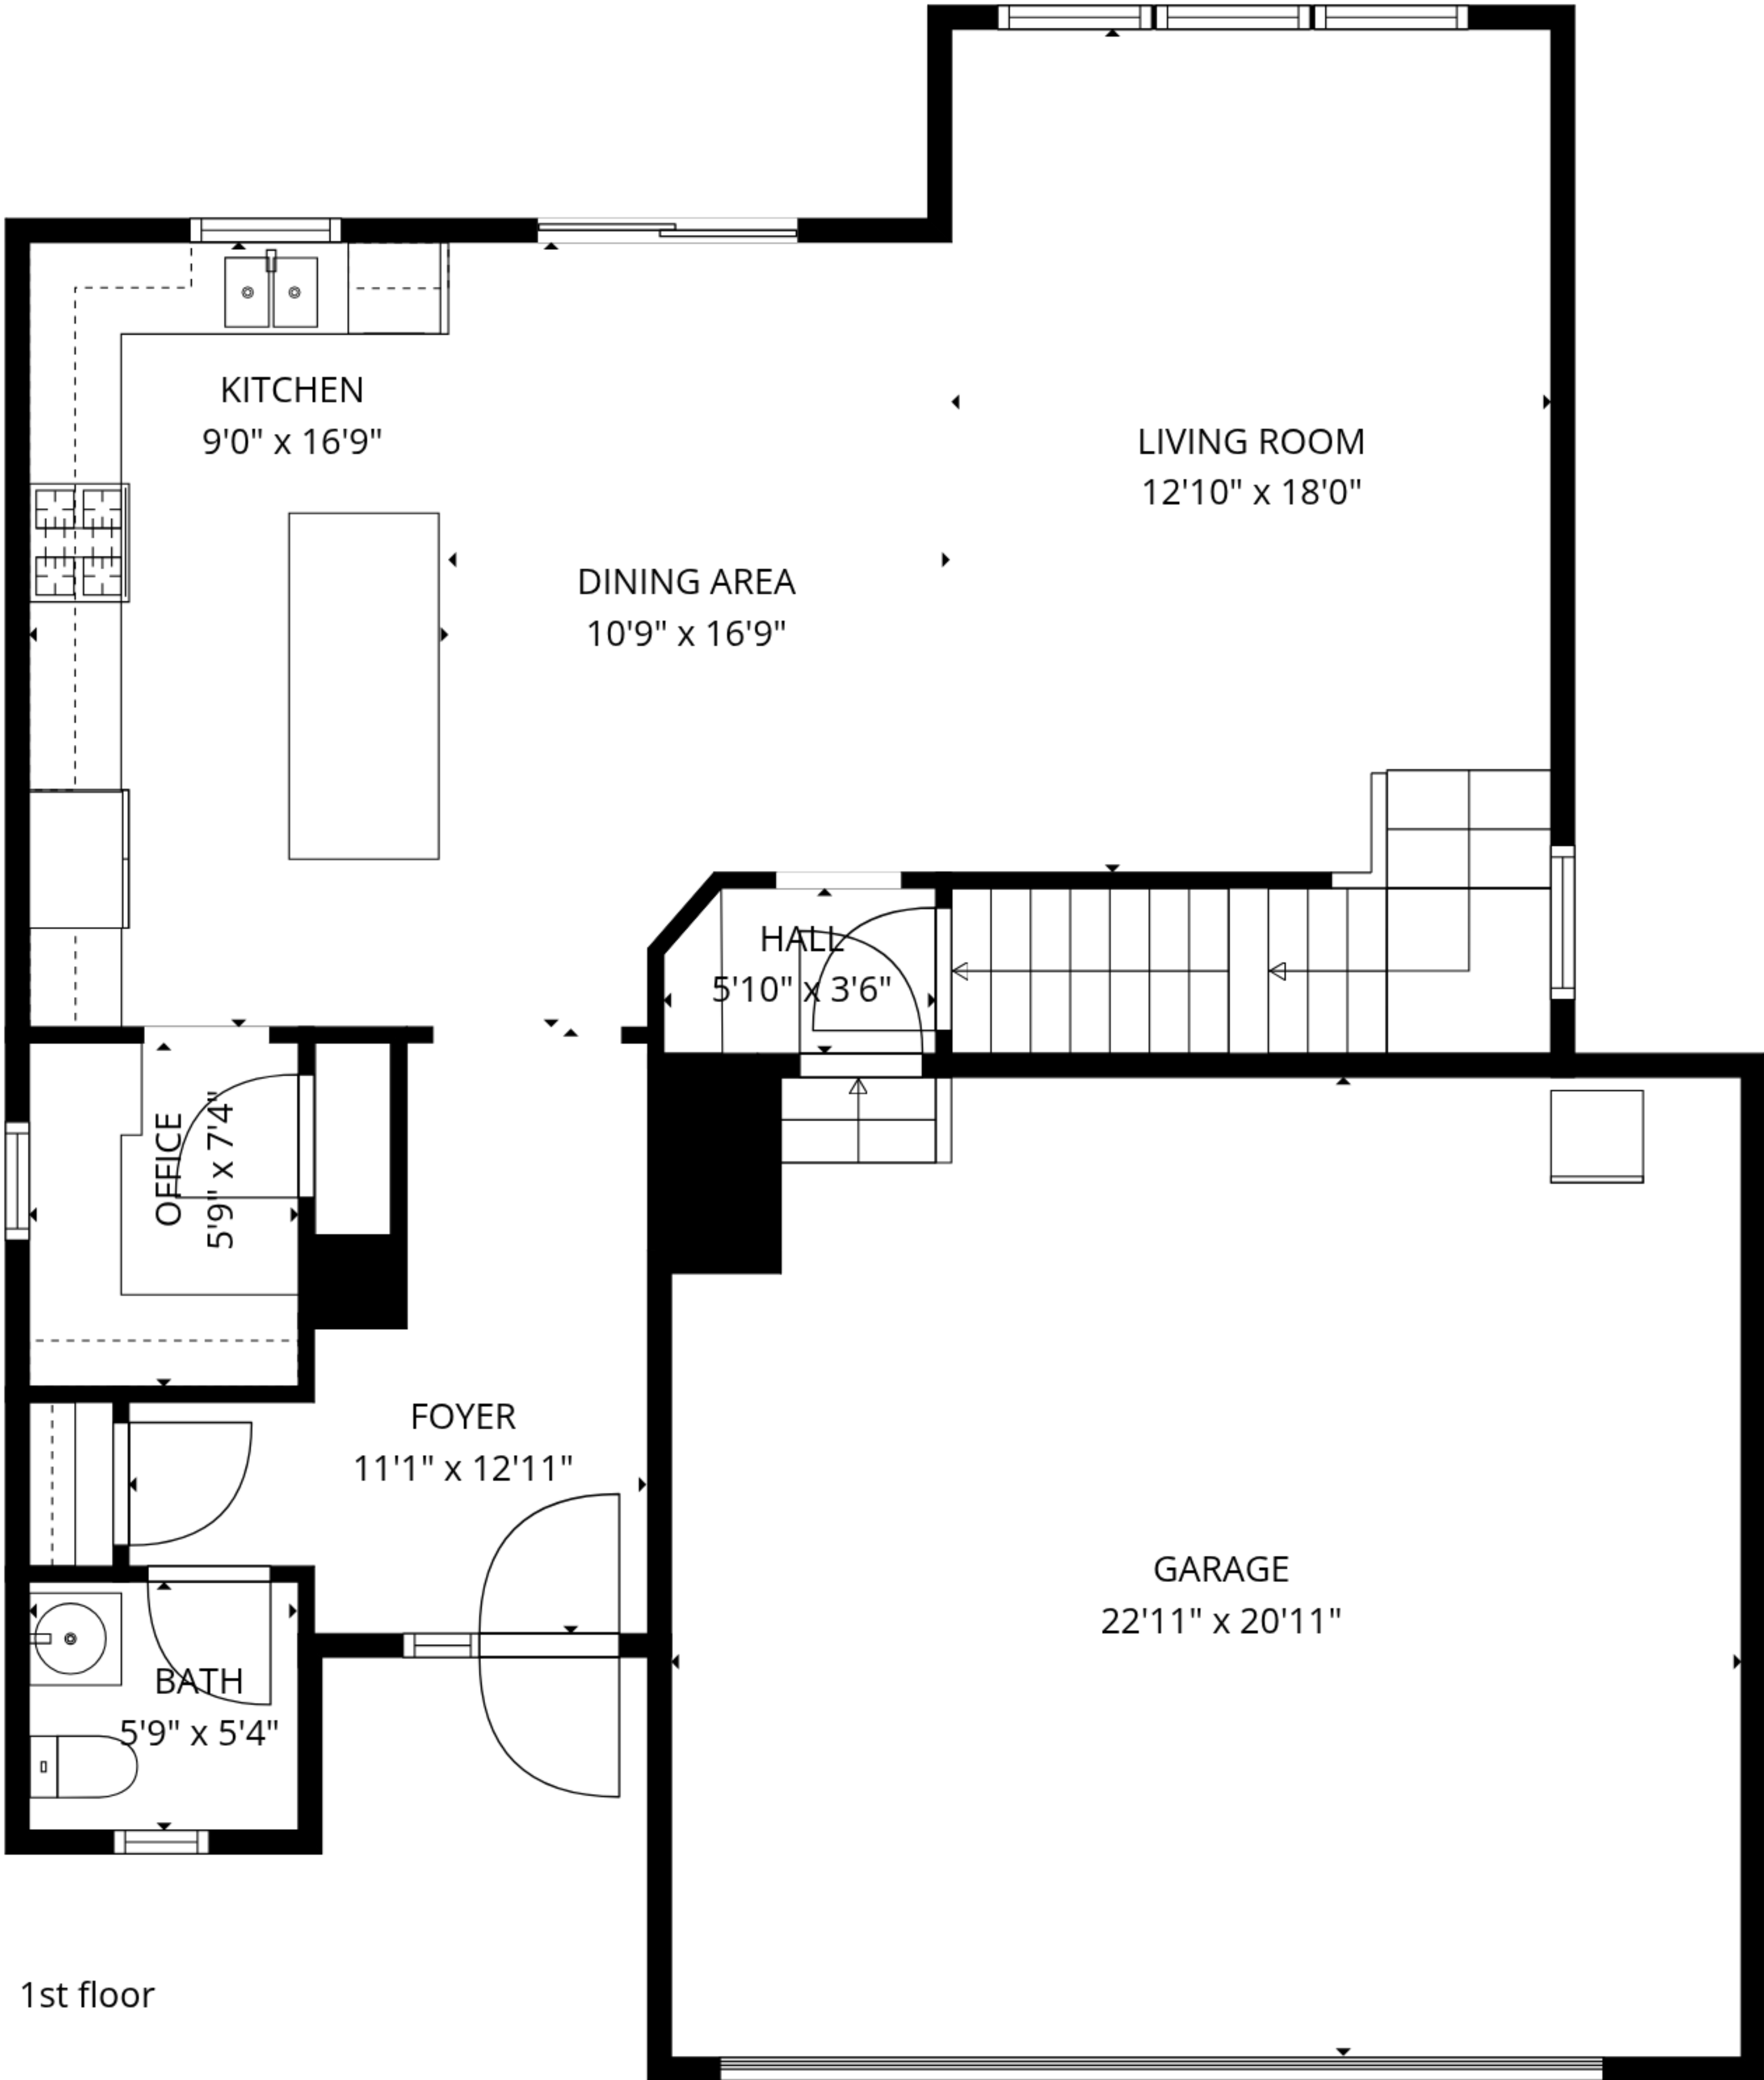 KITCHEN
9'0" x 16'9"
LIVING ROOM
12'10" x 18'0"
DINING AREA
10'9" x 16'9"
HALL
5'10" x 3'6"
OFFICE
5'9" x 7'4"
FOYER
11'1" x 12'11"
GARAGE
22'11" x 20'11"
BATH
5'9" x 5'4"
1st floor